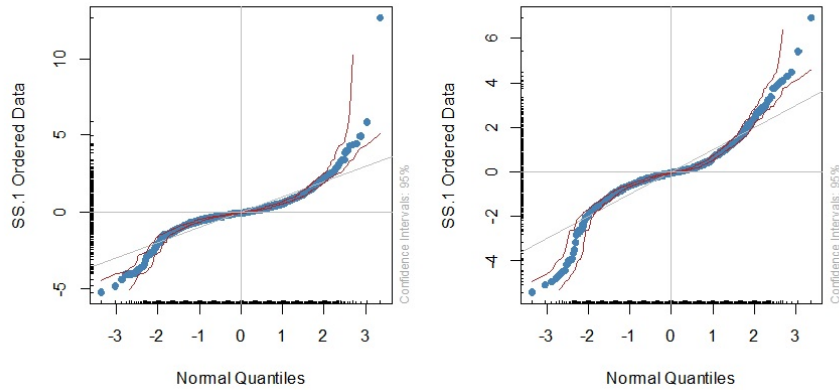 10
5
0
-5
SS.1 Ordered Data
-3 -2 -1 0 1 2 3
Normal Quantiles
Confidence Intervals: 95%
6
4
2
0
-2
-4
SS.1 Ordered Data
-3 -2 -1 0 1 2 3
Normal Quantiles
Confidence Intervals: 95%